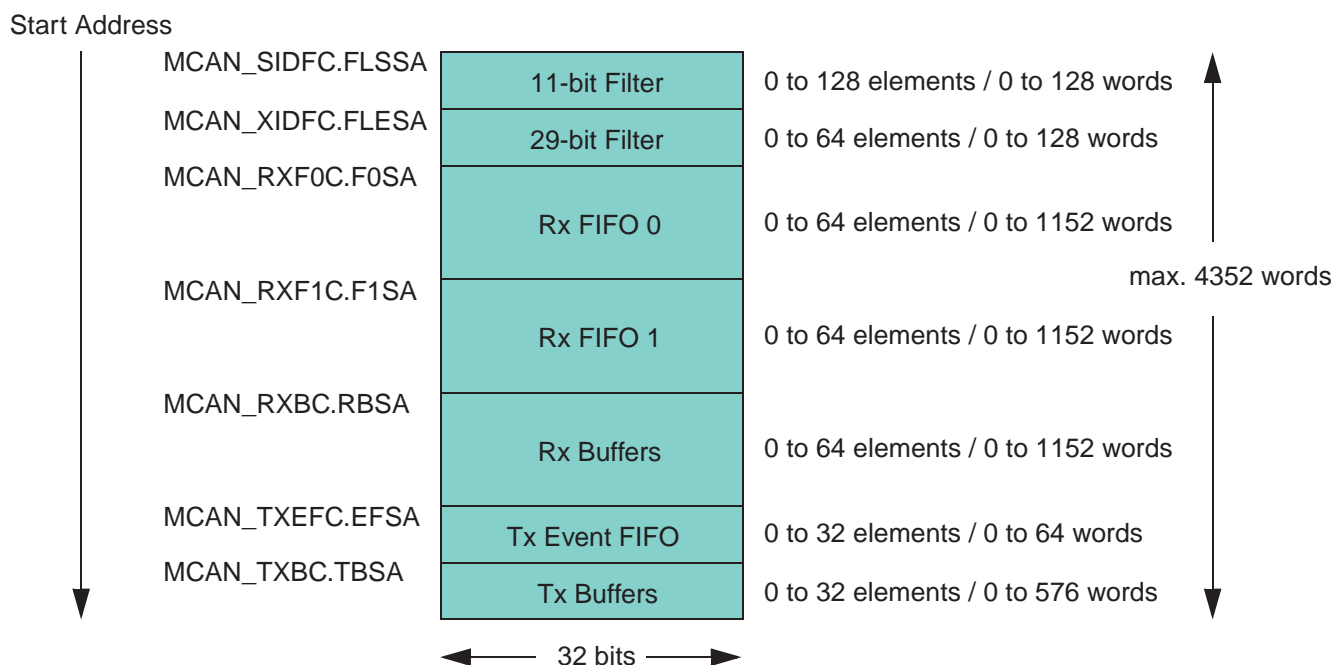 Start Address
MCAN_SIDFC.FLSSA
11-bit Filter
0 to 128 elements / 0 to 128 words
MCAN_XIDFC.FLESA
29-bit Filter
0 to 64 elements / 0 to 128 words
MCAN_RXF0C.F0SA
Rx FIFO 0
0 to 64 elements / 0 to 1152 words
max. 4352 words
MCAN_RXF1C.F1SA
Rx FIFO 1
0 to 64 elements / 0 to 1152 words
MCAN_RXBC.RBSA
Rx Buffers
0 to 64 elements / 0 to 1152 words
MCAN_TXEFC.EFSA
Tx Event FIFO
0 to 32 elements / 0 to 64 words
MCAN_TXBC.TBSA
Tx Buffers
0 to 32 elements / 0 to 576 words
32 bits